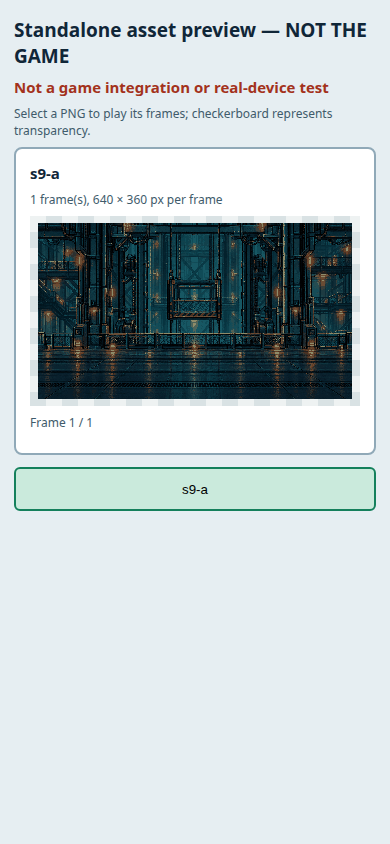 Standalone asset preview — NOT THE
GAME
Not a game integration or real-device test
Select a PNG to play its frames; checkerboard represents
transparency.
s9-a
1 frame(s), 640 × 360 px per frame
Frame 1 / 1
s9-a